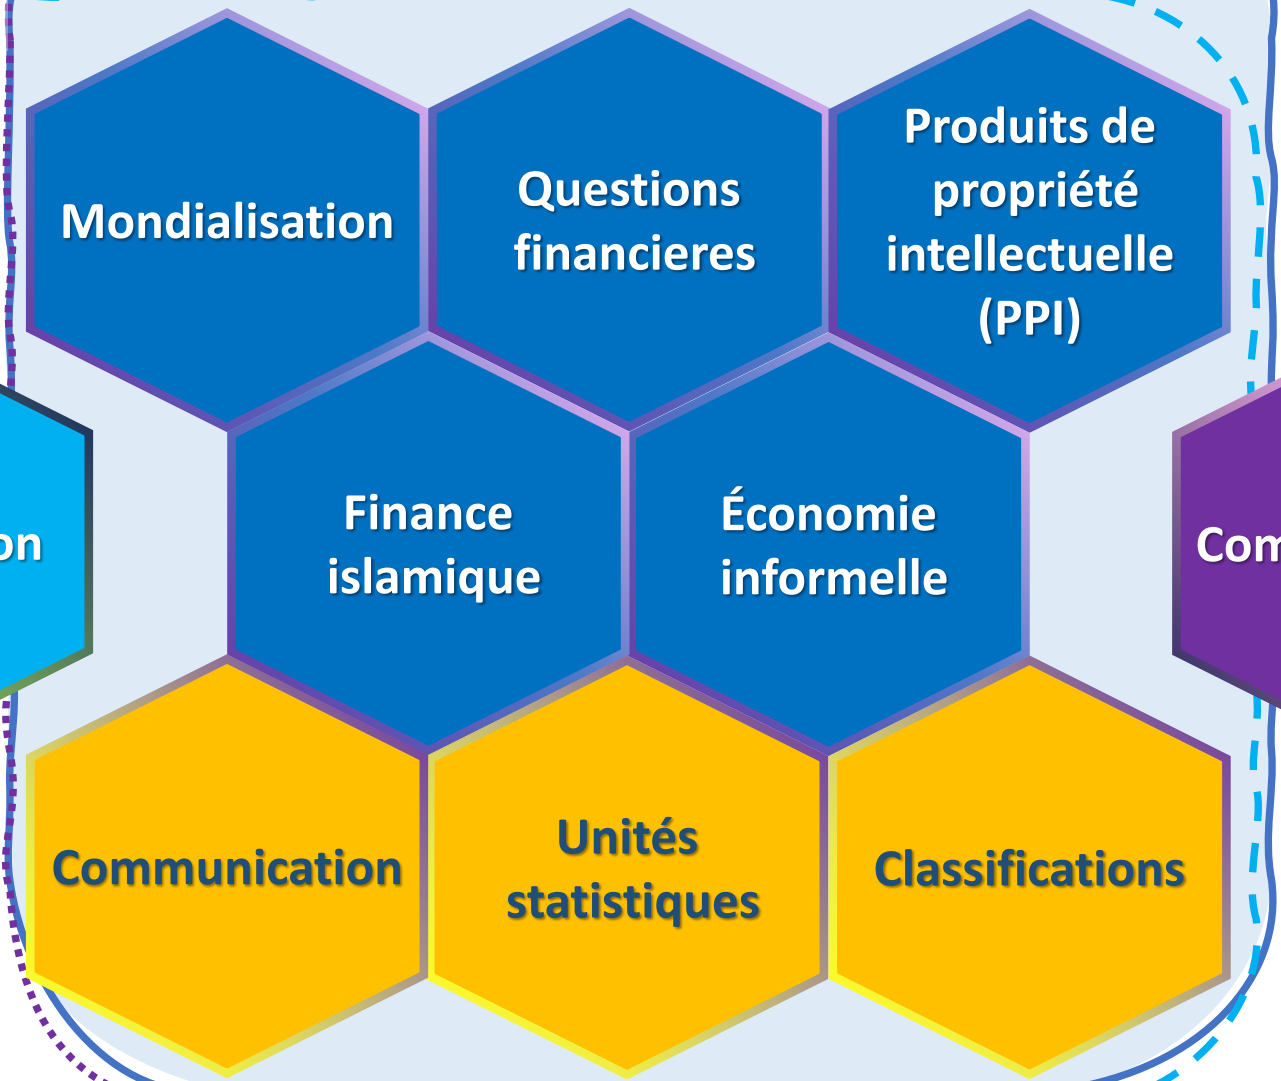 Mondialisation
Questions
financieres
Produits de
propriété
intellectuelle
(PPI)
Finance
islamique
Économie
informelle
Communication
Unités
statistiques
Classifications